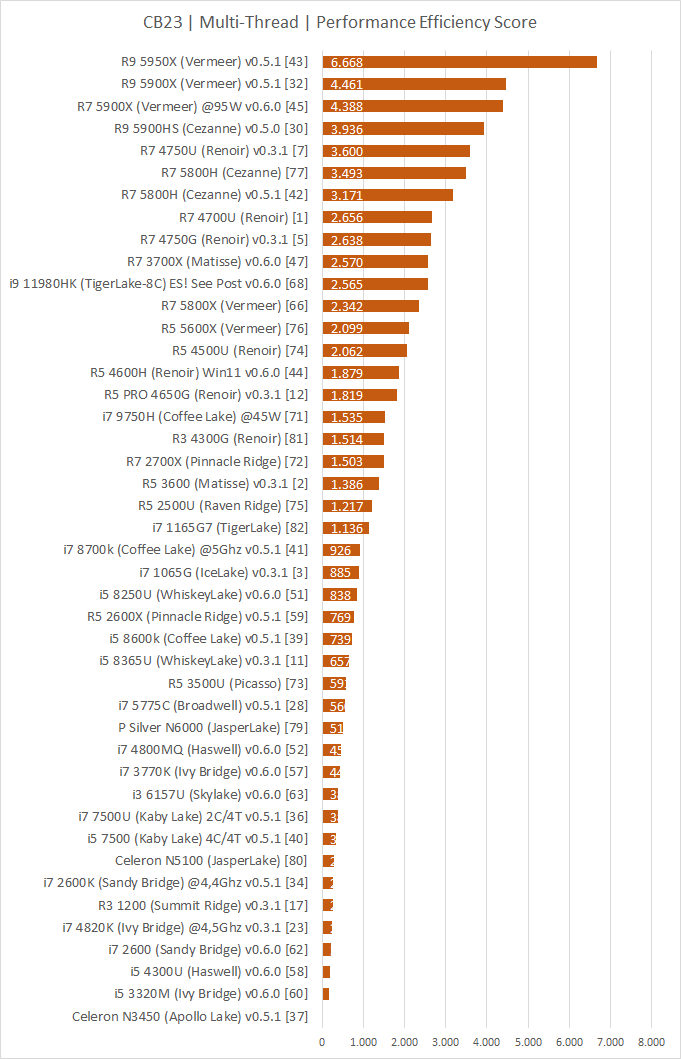 CB23 | Multi-Thread | Performance Efficiency Score
R9 5950X (Vermeer) v0.5.1 [43] 6.668
R9 5900X (Vermeer) v0.5.1 [32] 4.461
R7 5900X (Vermeer) @95W v0.6.0 [45] 4.388
R9 5900HS (Cezanne) v0.5.0 [30] 3.936
R7 4750U (Renoir) v0.3.1 [7] 3.600
R7 5800H (Cezanne) [77] 3.493
R7 5800H (Cezanne) v0.5.1 [42] 3.171
R7 4700U (Renoir) [1] 2.656
R7 4750G (Renoir) v0.3.1 [5] 2.638
R7 3700X (Matisse) v0.6.0 [47] 2.570
i9 11980HK (TigerLake-8C) ES! See Post v0.6.0 [68] 2.565
R7 5800X (Vermeer) [66] 2.342
R5 5600X (Vermeer) [76] 2.099
R5 4500U (Renoir) [74] 2.062
R5 4600H (Renoir) Win11 v0.6.0 [44] 1.879
R5 PRO 4650G (Renoir) v0.3.1 [12] 1.819
i7 9750H (Coffee Lake) @45W [71] 1.535
R3 4300G (Renoir) [81] 1.514
R7 2700X (Pinnacle Ridge) [72] 1.503
R5 3600 (Matisse) v0.3.1 [2] 1.386
R5 2500U (Raven Ridge) [75] 1.217
i7 1165G7 (TigerLake) [82] 1.136
i7 8700k (Coffee Lake) @5Ghz v0.5.1 [41] 926
i7 1065G (IceLake) v0.3.1 [3] 885
i5 8250U (WhiskeyLake) v0.6.0 [51] 838
R5 2600X (Pinnacle Ridge) v0.5.1 [59] 769
i5 8600k (Coffee Lake) v0.5.1 [39] 739
i5 8365U (WhiskeyLake) v0.3.1 [11] 657
R5 3500U (Picasso) [73]
i7 5775C (Broadwell) v0.5.1 [28]
P Silver N6000 (JasperLake) [79]
i7 4800MQ (Haswell) v0.6.0 [52]
i7 3770K (Ivy Bridge) v0.6.0 [57]
i3 6157U (Skylake) v0.6.0 [63]
i7 7500U (Kaby Lake) 2C/4T v0.5.1 [36]
i5 7500 (Kaby Lake) 4C/4T v0.5.1 [40]
Celeron N5100 (JasperLake) [80]
i7 2600K (Sandy Bridge) @4,4Ghz v0.5.1 [34]
R3 1200 (Summit Ridge) v0.3.1 [17]
i7 4820K (Ivy Bridge) @4,5Ghz v0.3.1 [23]
i7 2600 (Sandy Bridge) v0.6.0 [62]
i5 4300U (Haswell) v0.6.0 [58]
i5 3320M (Ivy Bridge) v0.6.0 [60]
Celeron N3450 (Apollo Lake) v0.5.1 [37]
0 1.000 2.000 3.000 4.000 5.000 6.000 7.000 8.000